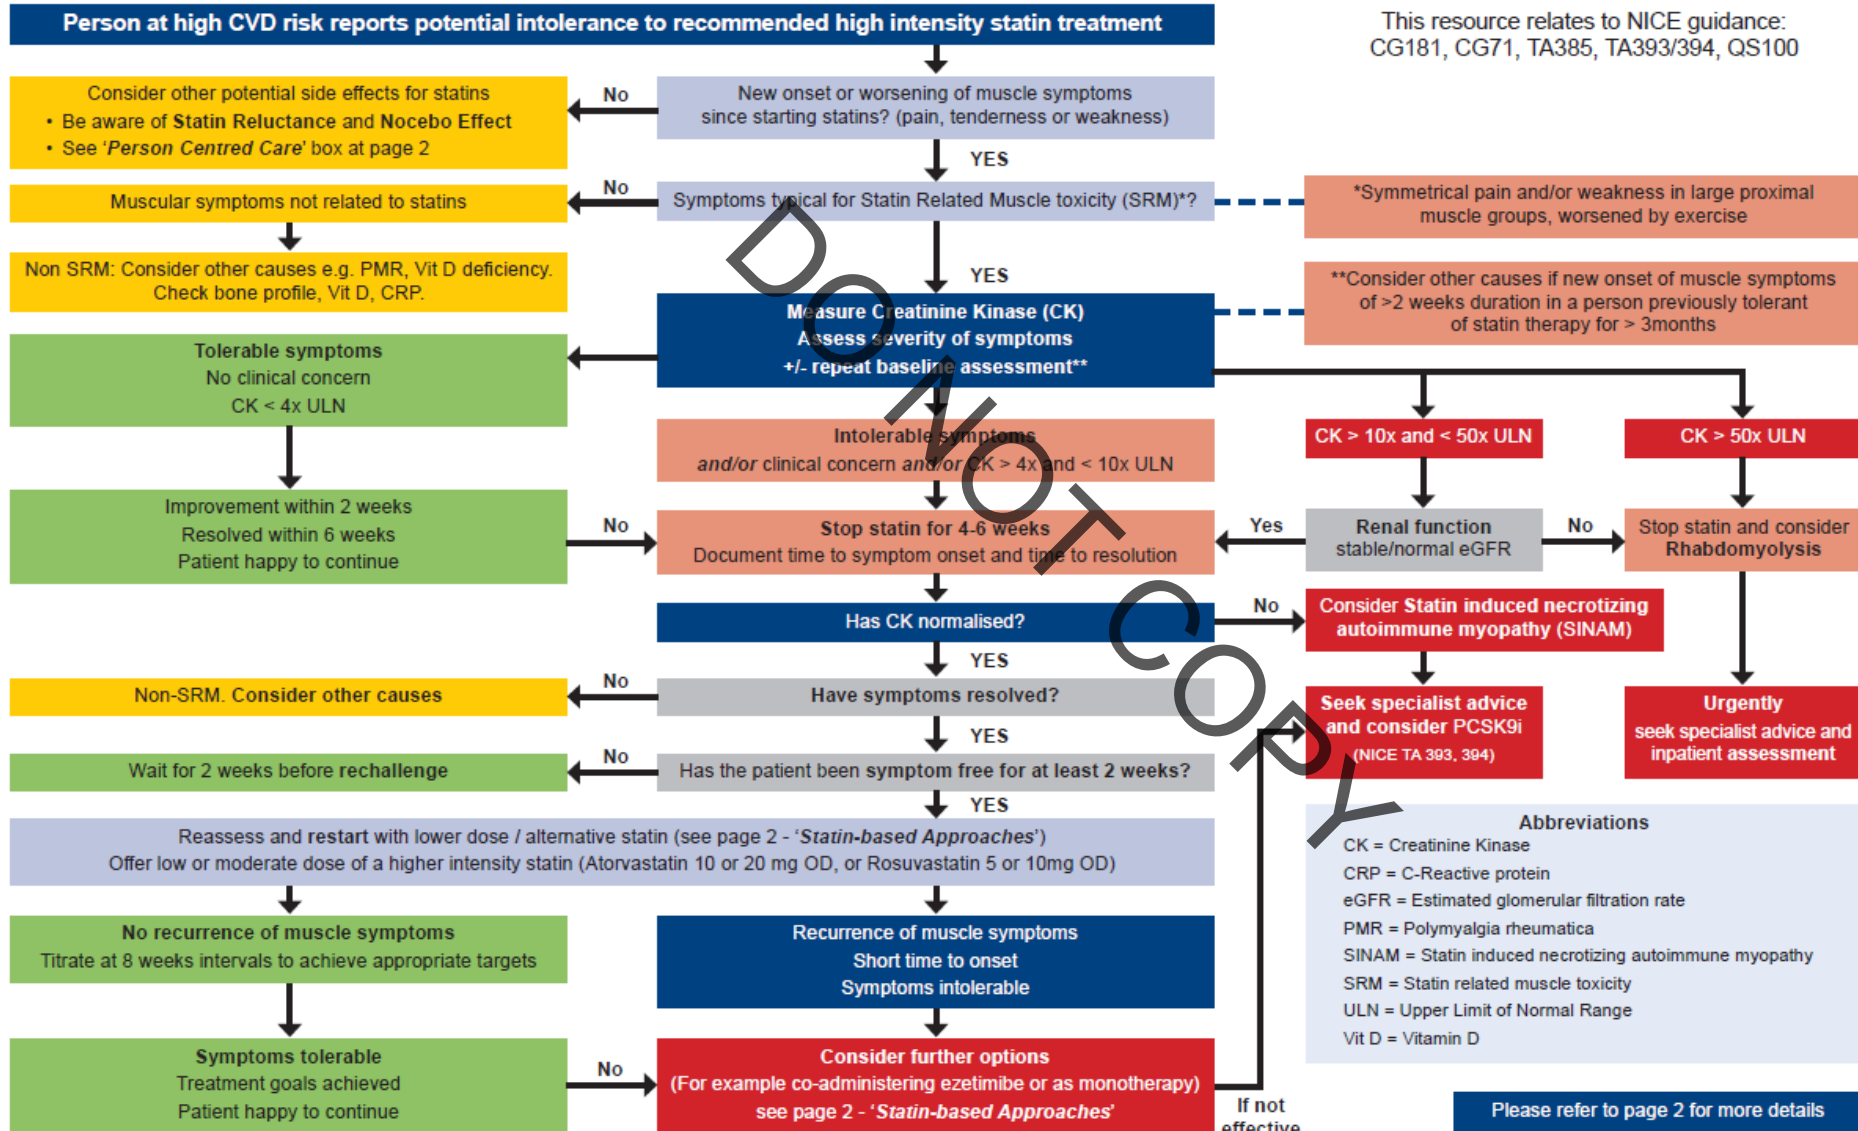 Person at high CVD risk reports potential intolerance to recommended high intensity statin treatment
This resource relates to NICE guidance:
CG181, CG71, TA385, TA393/394, QS100
Consider other potential side effects for statins
• Be aware of Statin Reluctance and Nocebo Effect
• See 'Person Centred Care' box at page 2
No
New onset or worsening of muscle symptoms
since starting statins? (pain, tenderness or weakness)
YES
Muscular symptoms not related to statins
No
Symptoms typical for Statin Related Muscle toxicity (SRM)*?
*Symmetrical pain and/or weakness in large proximal
muscle groups, worsened by exercise
Non SRM: Consider other causes e.g. PMR, Vit D deficiency.
Check bone profile, Vit D, CRP.
YES
**Consider other causes if new onset of muscle symptoms
of >2 weeks duration in a person previously tolerant
of statin therapy for > 3months
Measure Creatinine Kinase (CK)
Assess severity of symptoms
+/- repeat baseline assessment**
Tolerable symptoms
No clinical concern
CK < 4x ULN
Intolerable symptoms
and/or clinical concern and/or CK > 4x and < 10x ULN
CK > 10x and < 50x ULN
CK > 50x ULN
Improvement within 2 weeks
Resolved within 6 weeks
Patient happy to continue
No
Stop statin for 4-6 weeks
Document time to symptom onset and time to resolution
Yes
Renal function
stable/normal eGFR
No
Stop statin and consider
Rhabdomyolysis
Has CK normalised?
No
Consider Statin induced necrotizing
autoimmune myopathy (SINAM)
YES
Non-SRM. Consider other causes
No
Have symptoms resolved?
Seek specialist advice
and consider PCSK9i
(NICE TA 393, 394)
Urgently
seek specialist advice and
inpatient assessment
YES
Wait for 2 weeks before rechallenge
No
Has the patient been symptom free for at least 2 weeks?
YES
Reassess and restart with lower dose / alternative statin (see page 2 - 'Statin-based Approaches')
Offer low or moderate dose of a higher intensity statin (Atorvastatin 10 or 20 mg OD, or Rosuvastatin 5 or 10mg OD)
Abbreviations
CK = Creatinine Kinase
CRP = C-Reactive protein
eGFR = Estimated glomerular filtration rate
PMR = Polymyalgia rheumatica
SINAM = Statin induced necrotizing autoimmune myopathy
SRM = Statin related muscle toxicity
ULN = Upper Limit of Normal Range
Vit D = Vitamin D
No recurrence of muscle symptoms
Titrate at 8 weeks intervals to achieve appropriate targets
Recurrence of muscle symptoms
Short time to onset
Symptoms intolerable
Symptoms tolerable
Treatment goals achieved
Patient happy to continue
No
Consider further options
(For example co-administering ezetimibe or as monotherapy)
see page 2 - 'Statin-based Approaches'
If not
effective
Please refer to page 2 for more details
DO NOT COPY